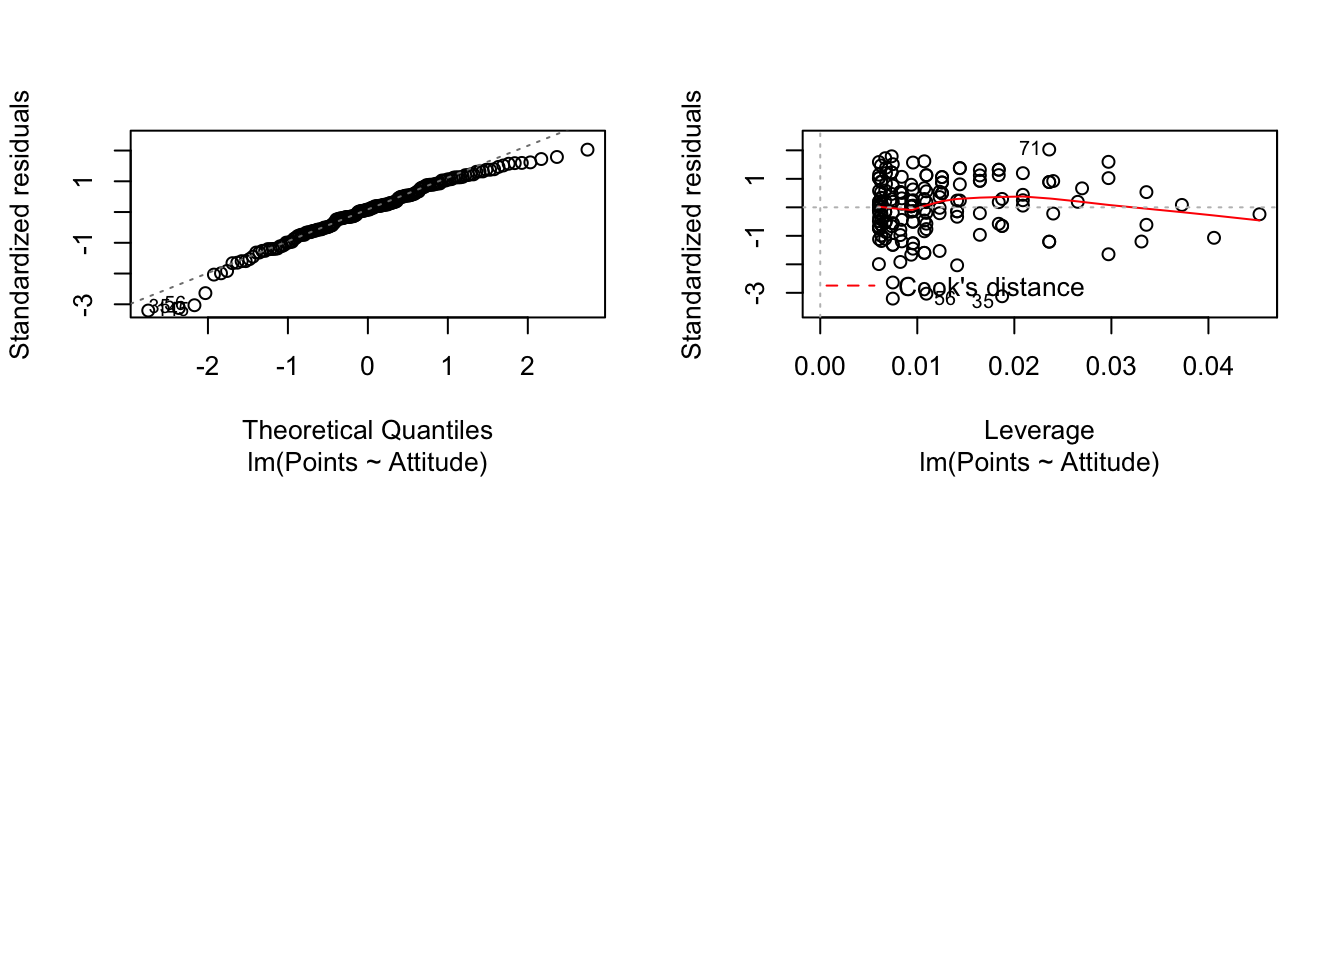 Standardized residuals
1
-1
-3
56
-2
-1
0
1
2
Theoretical Quantiles
lm(Points ~ Attitude)
Standardized residuals
1
-1
-3
71
Cook's distance
56
35
0.00
0.01
0.02
0.03
0.04
Leverage
lm(Points ~ Attitude)